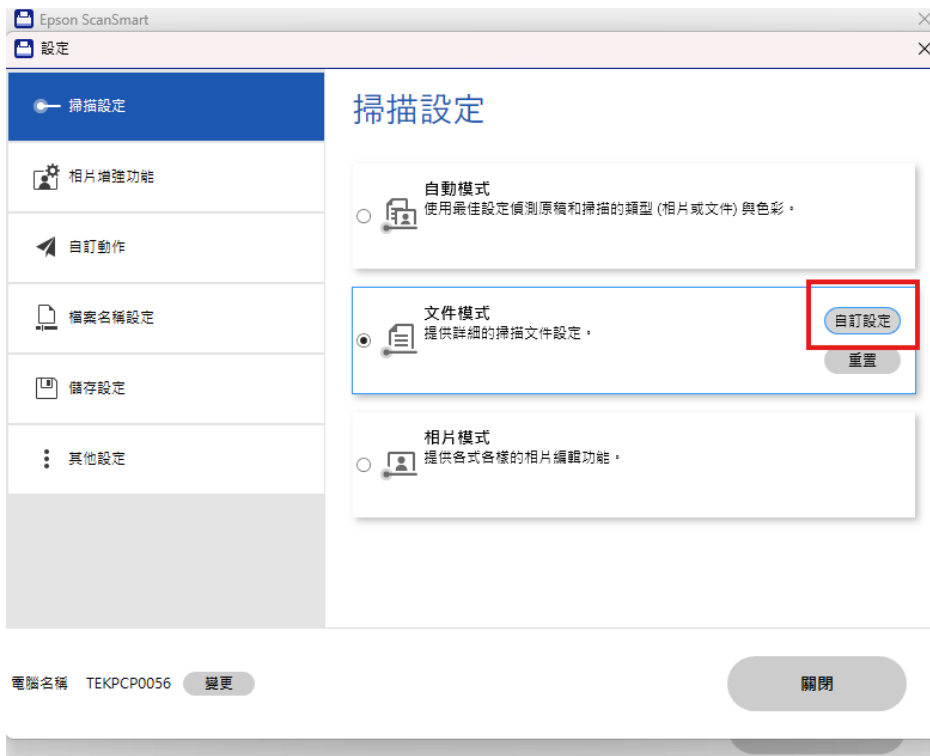 Epson ScanSmart
設定
掃描設定
相片增強功能
自訂動作
檔案名稱設定
儲存設定
其他設定
掃描設定
自動模式
使用最佳設定偵測原稿和掃描的類型 (相片或文件) 與色彩。
文件模式
提供詳細的掃描文件設定。
自訂設定
重置
相片模式
提供各式各樣的相片編輯功能。
電腦名稱 TEKPCP0056 變更
關閉